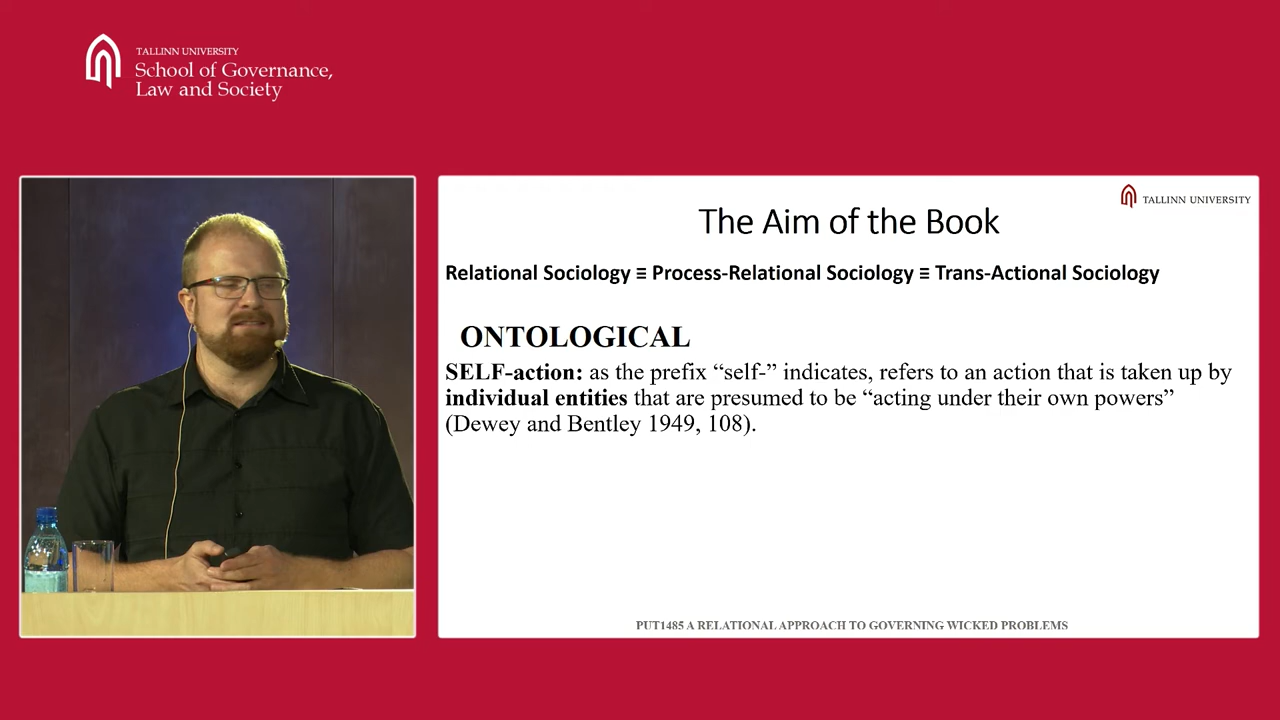 TALLINN UNIVERSITY
School of Governance,
Law and Society
TALLINN UNIVERSITY
The Aim of the Book
Relational Sociology ≡ Process-Relational Sociology ≡ Trans-Actional Sociology
ONTOLOGICAL
SELF-action: as the prefix “self-” indicates, refers to an action that is taken up by
individual entities that are presumed to be “acting under their own powers”
(Dewey and Bentley 1949, 108).
PUT1485 A RELATIONAL APPROACH TO GOVERNING WICKED PROBLEMS